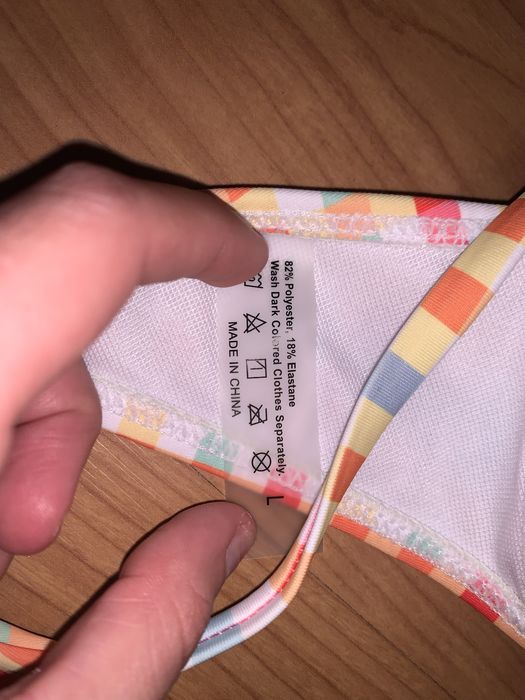 82% Polyester, 18% Elastane
Wash Dark Colored Clothes Separately.
L
MADE IN CHINA